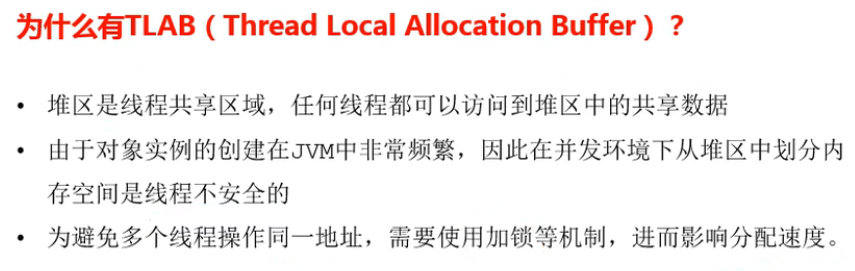 为什么有TLAB（Thread Local Allocation Buffer）？
• 堆区是线程共享区域，任何线程都可以访问到堆区中的共享数据
• 由于对象实例的创建在JVM中非常频繁，因此在并发环境下从堆区中划分内
存空间是线程不安全的
• 为避免多个线程操作同一地址，需要使用加锁等机制，进而影响分配速度。